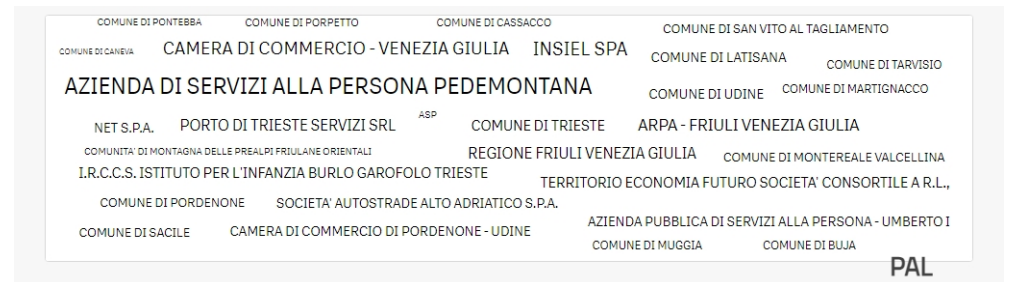 COMUNE DI PONTEBBA
COMUNE DI PORPETTO
COMUNE DI CASSACCO
COMUNE DI SAN VITO AL TAGLIAMENTO
COMUNE DI CANEVA
CAMERA DI COMMERCIO - VENEZIA GIULIA
INSIEL SPA
COMUNE DI LATISANA
COMUNE DI TARVISIO
AZIENDA DI SERVIZI ALLA PERSONA PEDEMONTANA
COMUNE DI UDINE
COMUNE DI MARTIGNACCO
NET S.P.A.
PORTO DI TRIESTE SERVIZI SRL
ASP
COMUNE DI TRIESTE
ARPA - FRIULI VENEZIA GIULIA
COMUNITA' DI MONTAGNA DELLE PREALPI FRIULANE ORIENTALI
REGIONE FRIULI VENEZIA GIULIA
COMUNE DI MONTEREALE VALCELLINA
I.R.C.C.S. ISTITUTO PER L'INFANZIA BURLO GAROFOLO TRIESTE
TERRITORIO ECONOMIA FUTURO SOCIETA' CONSORTILE A R.L.,
COMUNE DI PORDENONE
SOCIETA' AUTOSTRADE ALTO ADRIATICO S.P.A.
AZIENDA PUBBLICA DI SERVIZI ALLA PERSONA - UMBERTO I
COMUNE DI SACILE
CAMERA DI COMMERCIO DI PORDENONE - UDINE
COMUNE DI MUGGIA
COMUNE DI BUJA
PAL